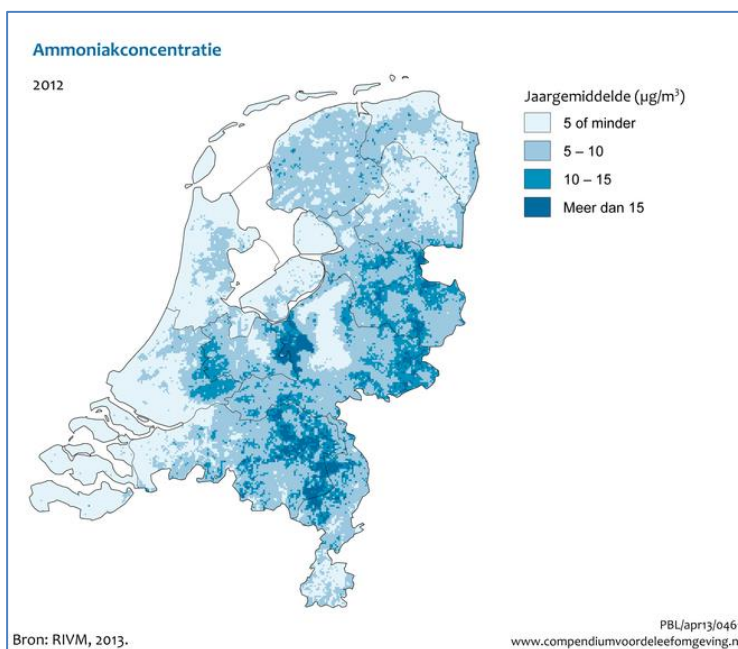 Ammoniakconcentratie
2012
Jaargemiddelde (µg/m³)
5 of minder
5 – 10
10 – 15
Meer dan 15
PBL/apr13/046
Bron: RIVM, 2013.
www.compendiumvoordeleefomgeving.n